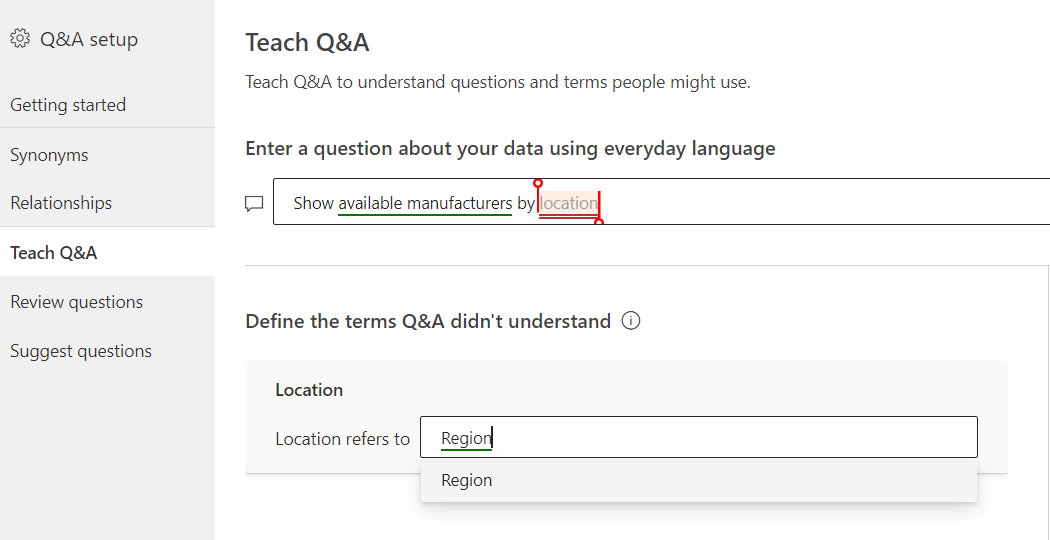 Q&A setup
Getting started
Synonyms
Relationships
Teach Q&A
Review questions
Suggest questions
Teach Q&A
Teach Q&A to understand questions and terms people might use.
Enter a question about your data using everyday language
Show available manufacturers by location
Define the terms Q&A didn't understand
Location
Location refers to Region
Region